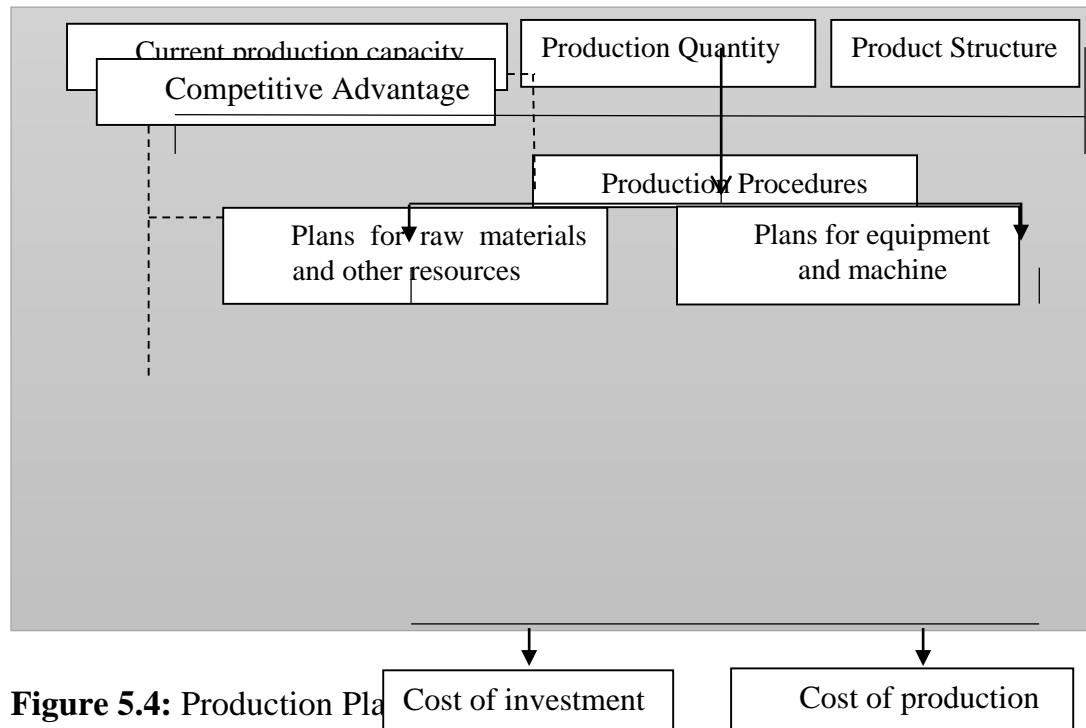 Current production capacity
Production Quantity
Product Structure
Competitive Advantage
Production Procedures
Plans for raw materials
and other resources
Plans for equipment
and machine
Cost of investment
Cost of production
Figure 5.4: Production